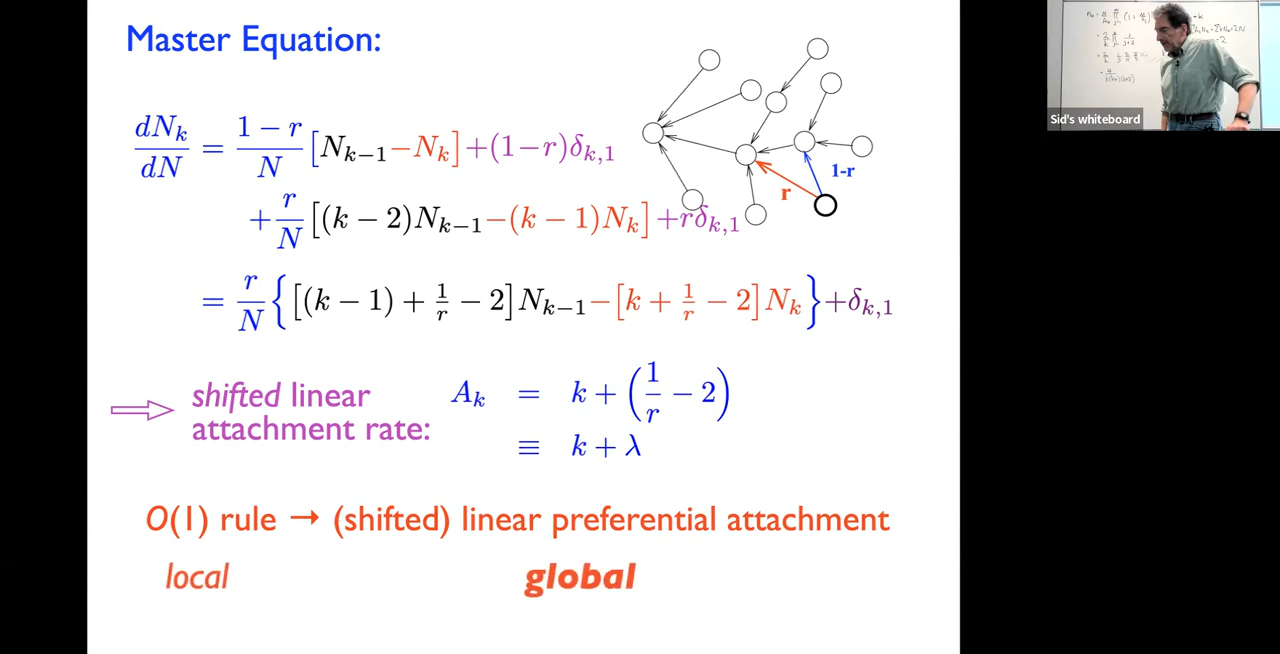 Master Equation:
dN_k/dN = (1 − r)/N [N_{k−1} − N_k] + (1−r)δ_{k,1}
+ r/N [(k − 2)N_{k−1} − (k − 1)N_k] + rδ_{k,1}
= r/N {[(k − 1) + 1/r − 2]N_{k−1} − [k + 1/r − 2]N_k} + δ_{k,1}
r
1-r
shifted linear
attachment rate:
A_k = k + (1/r − 2)
≡ k + λ
O(1) rule → (shifted) linear preferential attachment
local
global
Sid's whiteboard